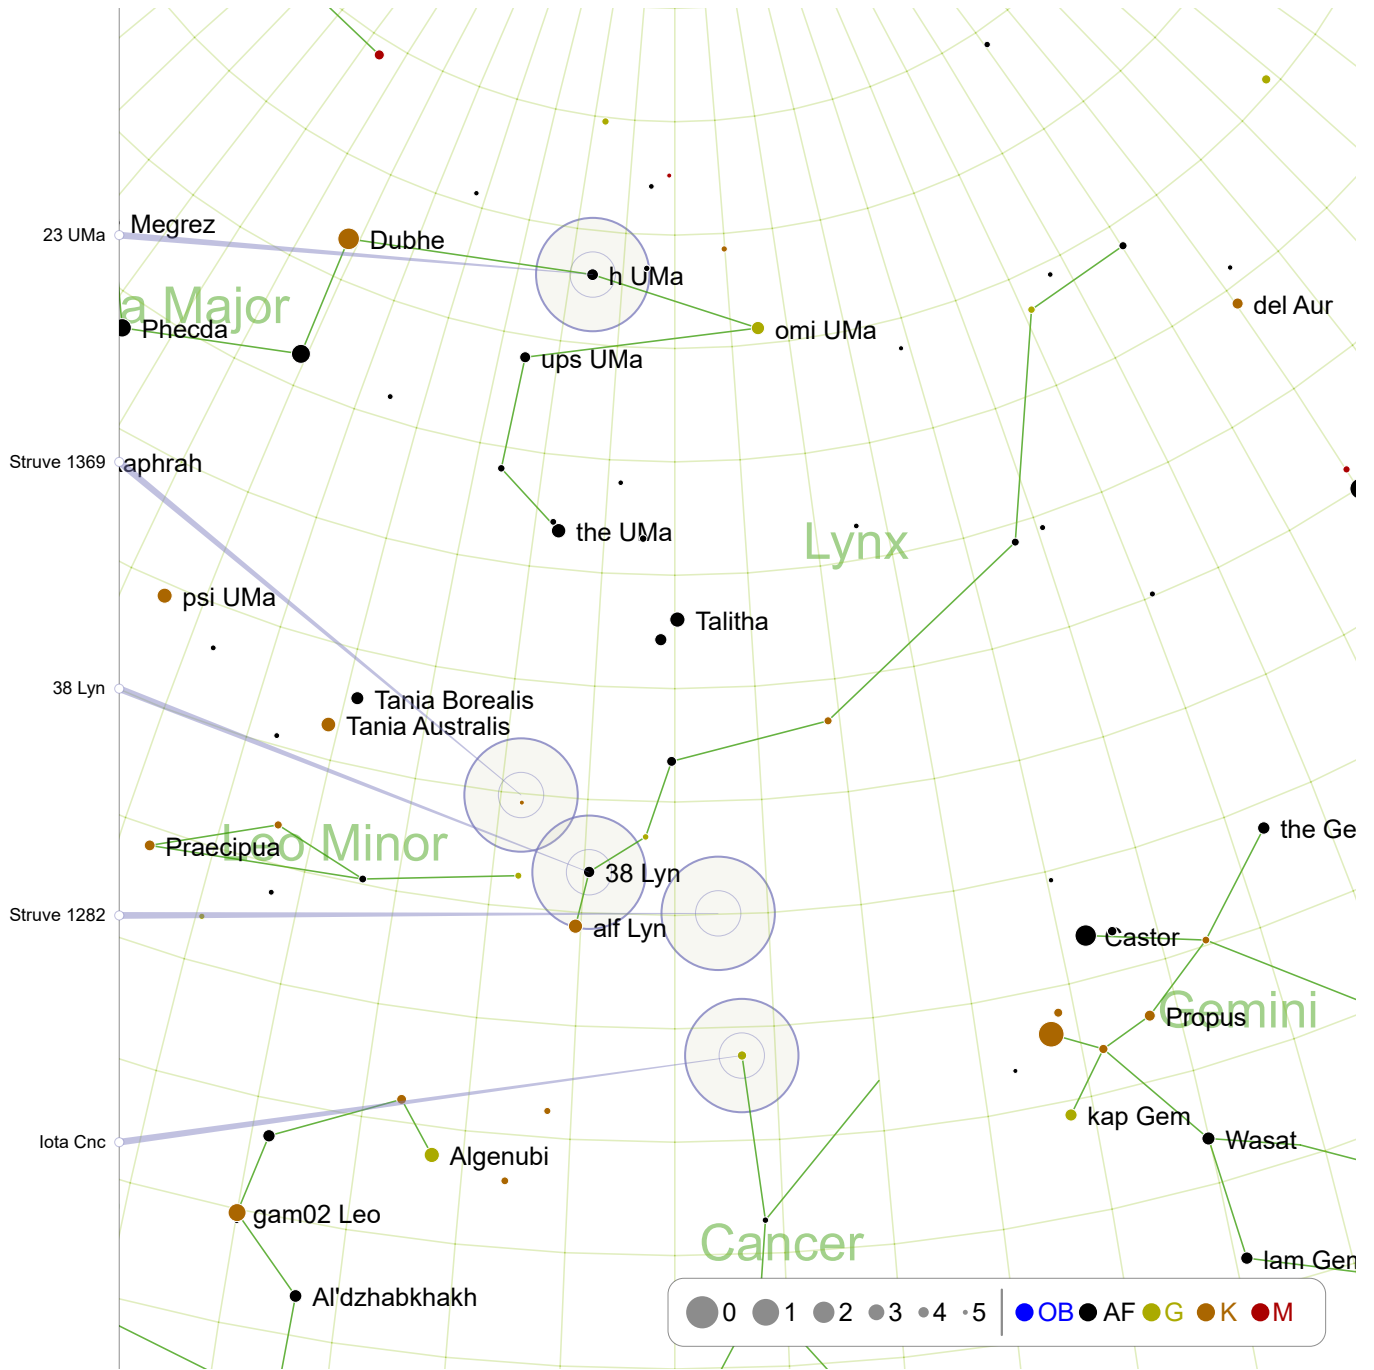 23 UMa
Megrez
Dubhe
h UMa
a Major
Phecda
omi UMa
del Aur
ups UMa
Struve 1369
aphrah
the UMa
Lynx
psi UMa
Talitha
38 Lyn
Tania Borealis
Tania Australis
the Ge
Leo Minor
Praecipua
38 Lyn
Struve 1282
alf Lyn
Castor
Gemini
Propus
kap Gem
Iota Cnc
Wasat
Algenubi
gam02 Leo
Cancer
lam Gem
Al'dzhabkhakh
0 1 2 3 4 5 OB AF G K M